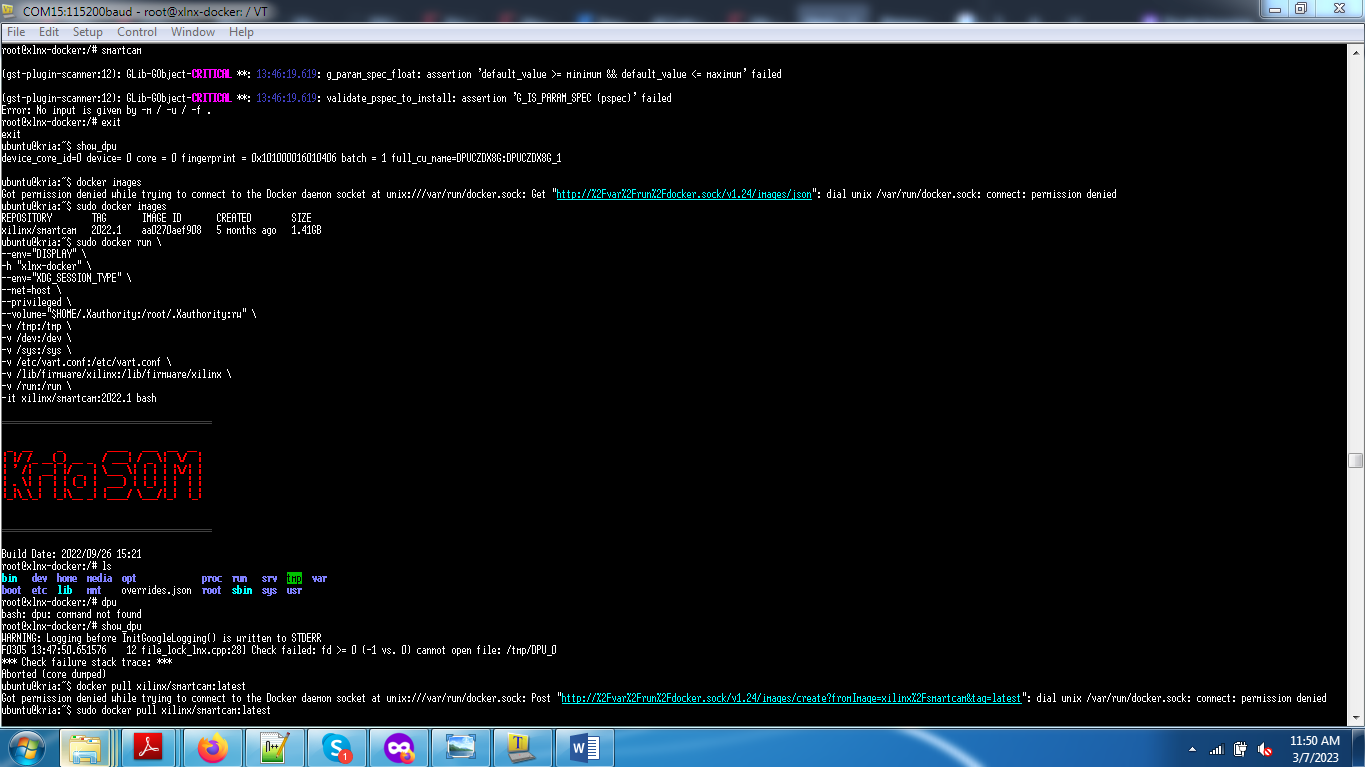 COM15:115200baud - root@xlnx-docker: / VT
File Edit Setup Control Window Help
root@xlnx-docker:/# smartcam
(gst-plugin-scanner:12): GLib-GObject-CRITICAL **: 13:46:19.619: g_param_spec_float: assertion 'default_value >= minimum && default_value <= maximum' failed
(gst-plugin-scanner:12): GLib-GObject-CRITICAL **: 13:46:19.619: validate_pspec_to_install: assertion 'G_IS_PARAM_SPEC (pspec)' failed
Error: No input is given by -m / -u / -f .
root@xlnx-docker:/# exit
exit
ubuntu@kria:~$ show_dpu
device_core_id=0 device= 0 core = 0 fingerprint = 0x101000016010406 batch = 1 full_cu_name=DPUCZDX8G:DPUCZDX8G_1
ubuntu@kria:~$ docker images
Got permission denied while trying to connect to the Docker daemon socket at unix:///var/run/docker.sock: Get "http://%2Fvar%2Frun%2Fdocker.sock/v1.24/images/json": dial unix /var/run/docker.sock: connect: permission denied
ubuntu@kria:~$ sudo docker images
REPOSITORY TAG IMAGE ID CREATED SIZE
xilinx/smartcam 2022.1 aa0270aef908 5 months ago 1.41GB
ubuntu@kria:~$ sudo docker run \
--env="DISPLAY" \
-h "xlnx-docker" \
--env="XDG_SESSION_TYPE" \
--net=host \
--privileged \
--volume="$HOME/.Xauthority:/root/.Xauthority:rw" \
-v /tmp:/tmp \
-v /dev:/dev \
-v /sys:/sys \
-v /etc/vart.conf:/etc/vart.conf \
-v /lib/firmware/xilinx:/lib/firmware/xilinx \
-v /run:/run \
-it xilinx/smartcam:2022.1 bash
Kria SOM
Build Date: 2022/09/26 15:21
root@xlnx-docker:/# ls
bin dev home media opt proc run srv tmp var
boot etc lib mnt overrides.json root sbin sys usr
root@xlnx-docker:/# dpu
bash: dpu: command not found
root@xlnx-docker:/# show_dpu
WARNING: Logging before InitGoogleLogging() is written to STDERR
F0305 13:47:50.651576 12 file_lock_lnx.cpp:28] Check failed: fd >= 0 (-1 vs. 0) cannot open file: /tmp/DPU_0
*** Check failure stack trace: ***
Aborted (core dumped)
ubuntu@kria:~$ docker pull xilinx/smartcam:latest
Got permission denied while trying to connect to the Docker daemon socket at unix:///var/run/docker.sock: Post "http://%2Fvar%2Frun%2Fdocker.sock/v1.24/images/create?fromImage=xilinx%2Fsmartcam&tag=latest": dial unix /var/run/docker.sock: connect: permission denied
ubuntu@kria:~$ sudo docker pull xilinx/smartcam:latest
11:50 AM
3/7/2023